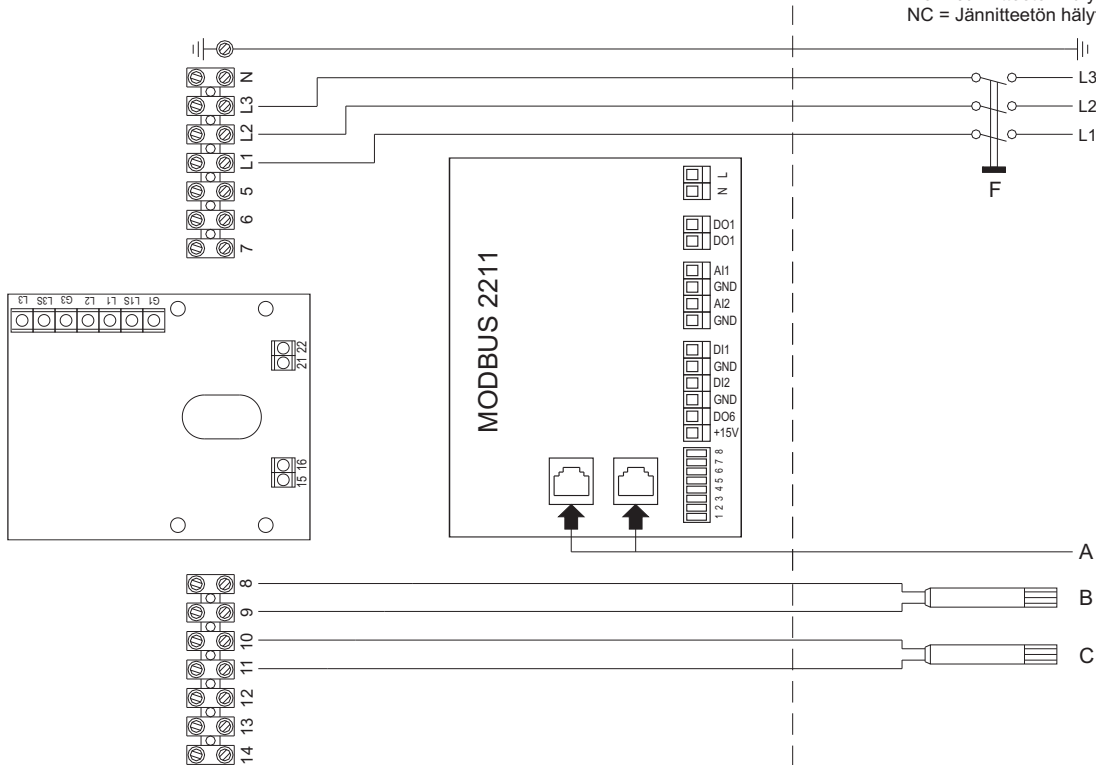 NC = Jännitteetön häly
N
L3
L2
L1
5
6
7
L3
L2
L1
F
MODBUS 2211
L
N
DO1
DO1
AI1
GND
AI2
GND
DI1
GND
DI2
GND
DO6
+15V
1 2 3 4 5 6 7 8
L3 L3S G3 L2 L1 L1S G1
21 22
15 16
A
8
9
10
11
12
13
14
B
C